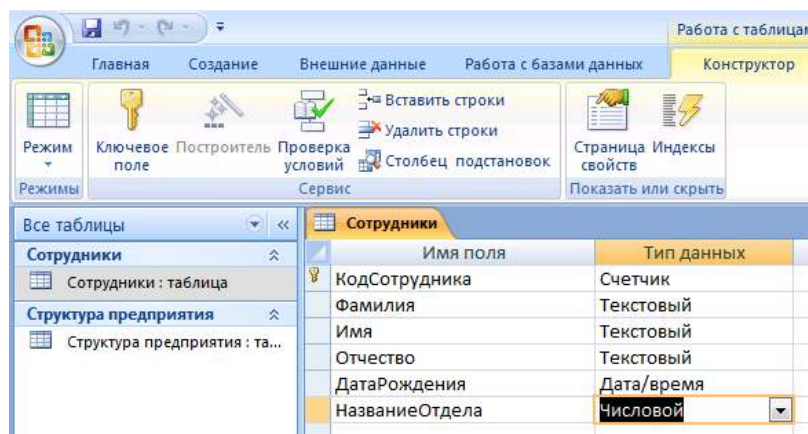 Работа с таблицам
Главная Создание Внешние данные Работа с базами данных Конструктор
Режим
Ключевое поле
Построитель
Проверка условий
Вставить строки
Удалить строки
Столбец подстановок
Страница свойств
Индексы
Режимы Сервис Показать или скрыть
Все таблицы
Сотрудники
Сотрудники : таблица
Структура предприятия
Структура предприятия : та...
Сотрудники
Имя поля Тип данных
КодСотрудника Счетчик
Фамилия Текстовый
Имя Текстовый
Отчество Текстовый
ДатаРождения Дата/время
НазваниеОтдела Числовой